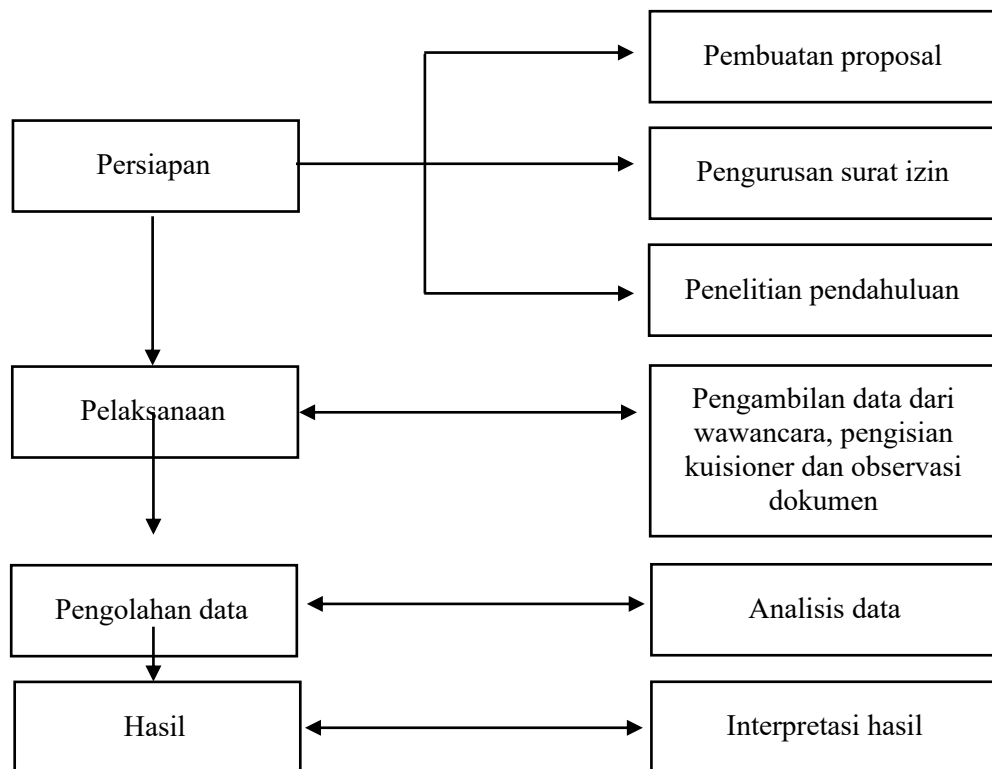 Pembuatan proposal
Persiapan
Pengurusan surat izin
Penelitian pendahuluan
Pelaksanaan
Pengambilan data dari
wawancara, pengisian
kuisioner dan observasi
dokumen
Pengolahan data
Analisis data
Hasil
Interpretasi hasil